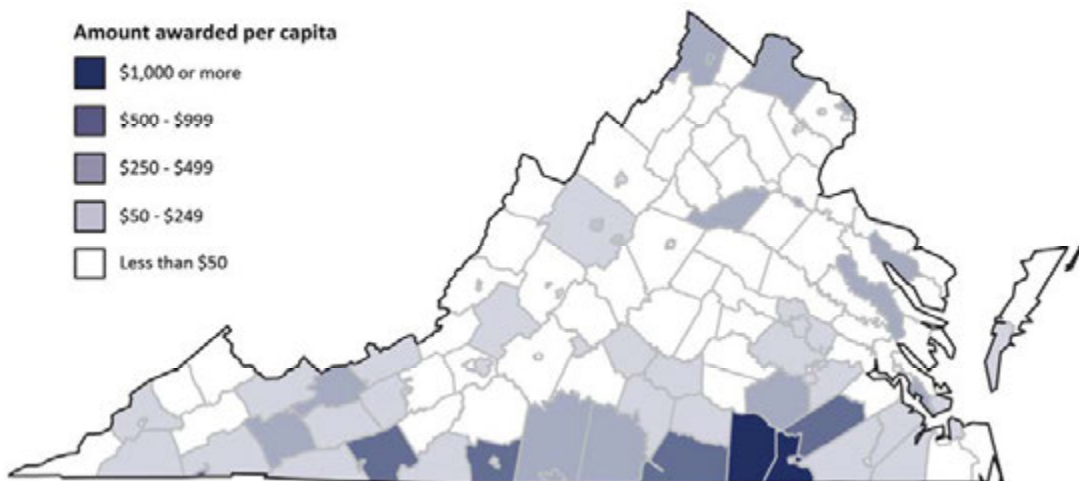 Amount awarded per capita
$1,000 or more
$500 - $999
$250 - $499
$50 - $249
Less than $50